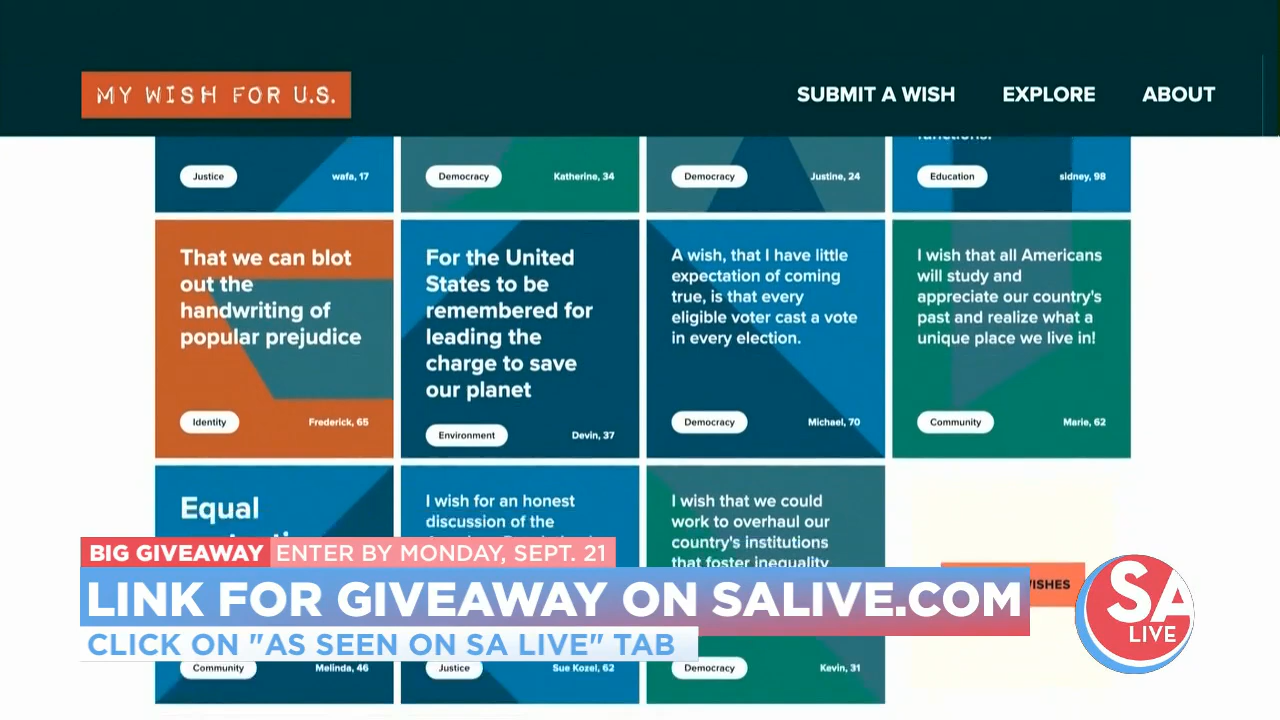 MY WISH FOR U.S.
SUBMIT A WISH
EXPLORE
ABOUT
functions.
Justice
wafa, 17
Democracy
Katherine, 34
Democracy
Justine, 24
Education
sidney, 98
That we can blot
out the
handwriting of
popular prejudice
Identity
Frederick, 65
For the United
States to be
remembered for
leading the
charge to save
our planet
Environment
Devin, 37
A wish, that I have little
expectation of coming
true, is that every
eligible voter cast a vote
in every election.
Democracy
Michael, 70
I wish that all Americans
will study and
appreciate our country's
past and realize what a
unique place we live in!
Community
Marie, 62
Equal
I wish for an honest
discussion of the
I wish that we could
work to overhaul our
country's institutions
that foster inequality
WISHES
BIG GIVEAWAY
ENTER BY MONDAY, SEPT. 21
LINK FOR GIVEAWAY ON SALIVE.COM
CLICK ON "AS SEEN ON SA LIVE" TAB
SA
LIVE
Community
Melinda, 46
Justice
Sue Kozel, 62
Democracy
Kevin, 31